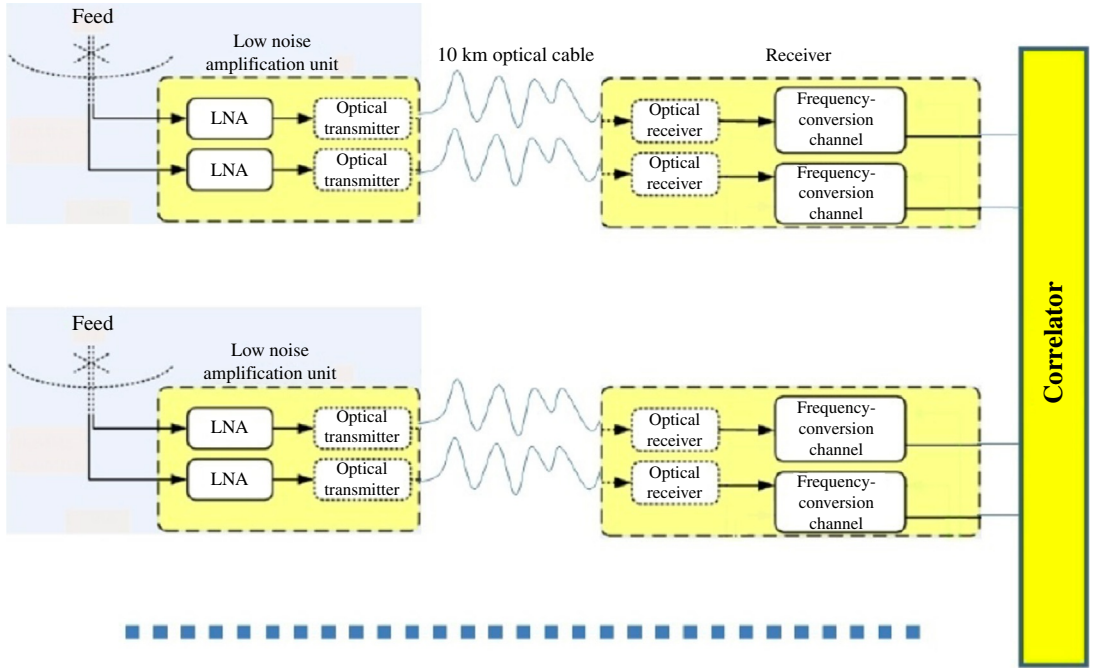 Feed
Low noise
amplification unit
10 km optical cable
Receiver
LNA
Optical
transmitter
Optical
receiver
Frequency-
conversion
channel
LNA
Optical
transmitter
Optical
receiver
Frequency-
conversion
channel
Feed
Low noise
amplification unit
LNA
Optical
transmitter
Optical
receiver
Frequency-
conversion
channel
LNA
Optical
transmitter
Optical
receiver
Frequency-
conversion
channel
Correlator